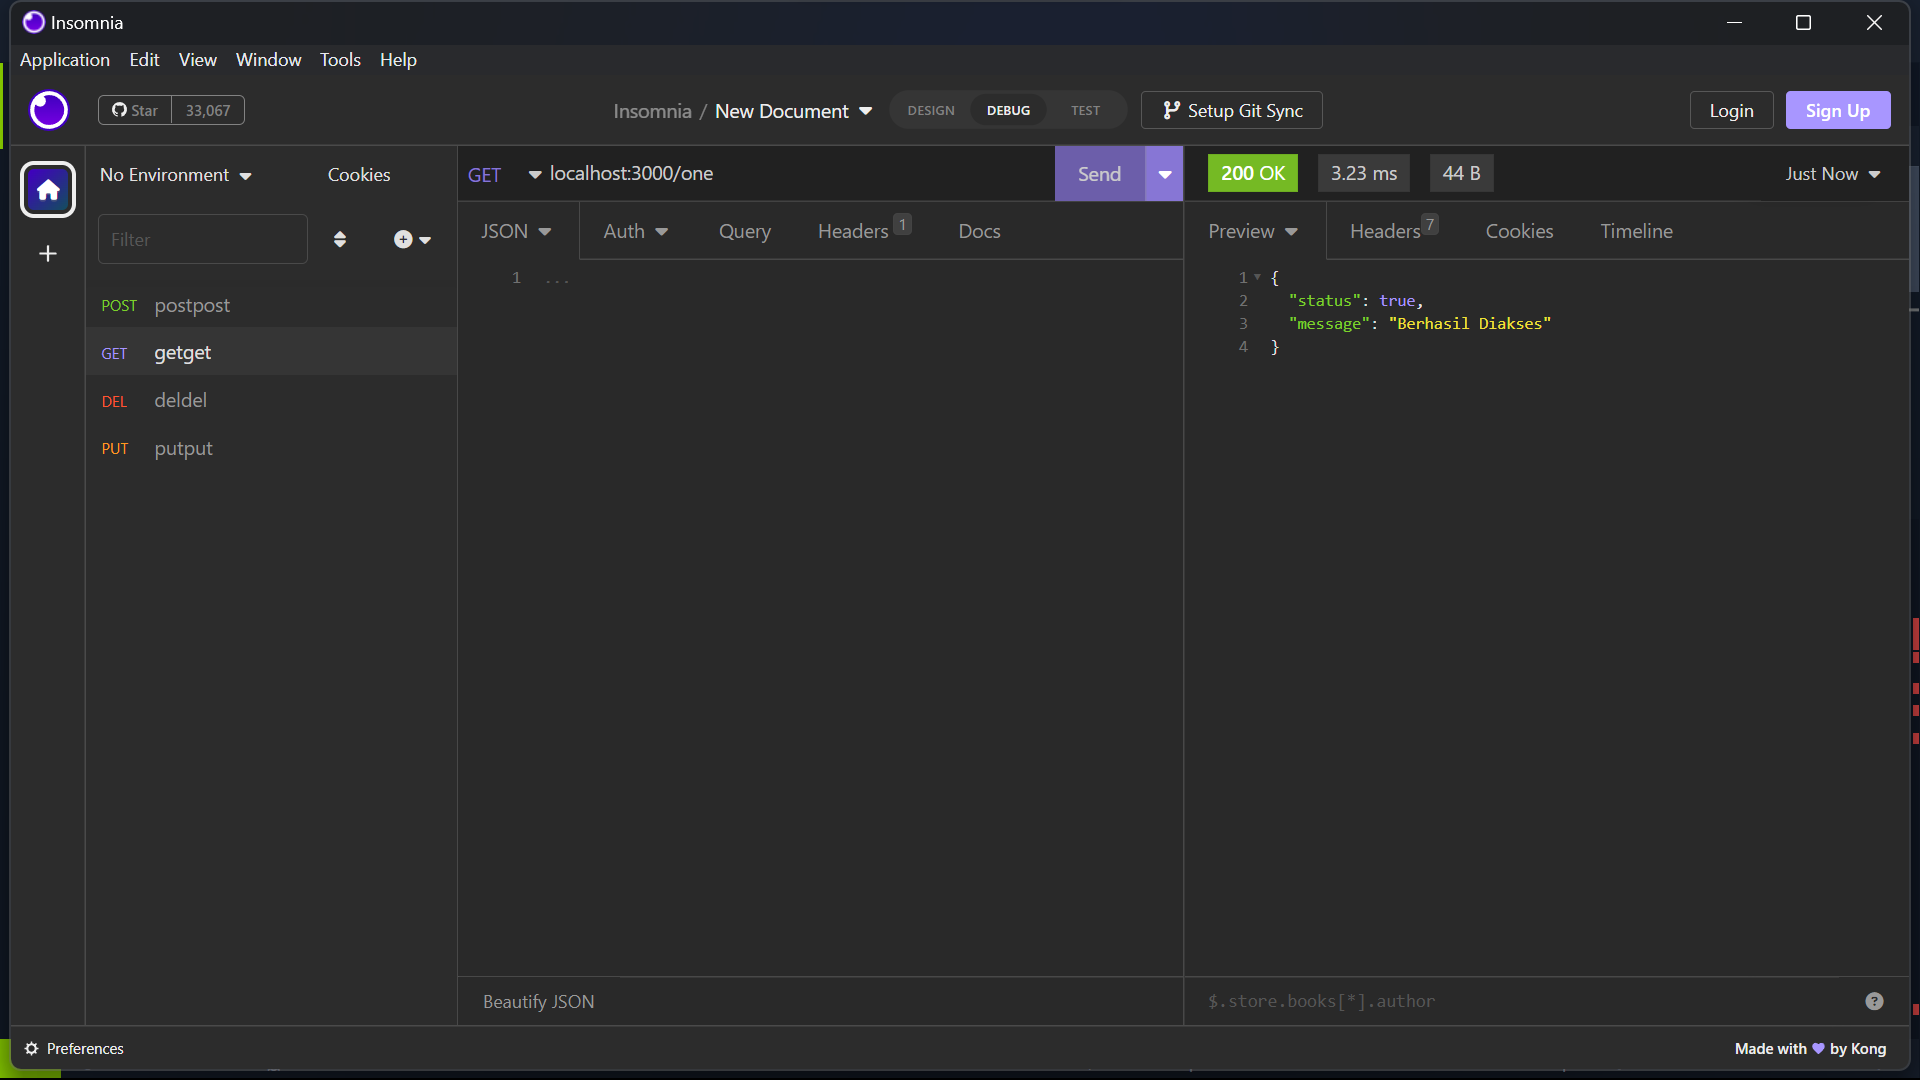 Insomnia
Application Edit View Window Tools Help
Star 33,067 Insomnia / New Document DESIGN DEBUG TEST Setup Git Sync Login Sign Up
No Environment Cookies GET localhost:3000/one Send 200 OK 3.23 ms 44 B Just Now
Filter JSON Auth Query Headers 1 Docs Preview Headers 7 Cookies Timeline
1 ...
1 {
2 "status": true,
3 "message": "Berhasil Diakses"
4 }
POST postpost
GET getget
DEL deldel
PUT putput
Beautify JSON $.store.books[*].author ?
Preferences Made with by Kong